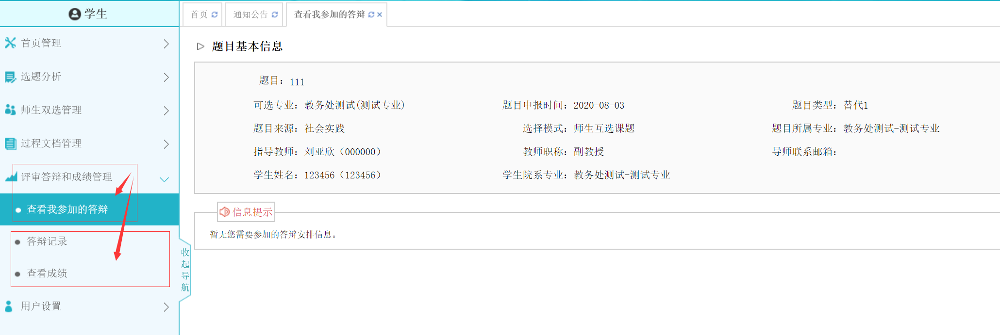 学生
首页
通知公告
查看我参加的答辩
首页管理
选题分析
师生双选管理
过程文档管理
评审答辩和成绩管理
查看我参加的答辩
答辩记录
查看成绩
用户设置
收起导航
题目基本信息
题目：111
可选专业：教务处测试(测试专业) 题目申报时间：2020-08-03 题目类型：替代1
题目来源：社会实践 选择模式：师生互选课题 题目所属专业：教务处测试-测试专业
指导教师：刘亚欣（000000） 教师职称：副教授 导师联系邮箱：
学生姓名：123456（123456） 学生院系专业：教务处测试-测试专业
信息提示
暂无您需要参加的答辩安排信息。